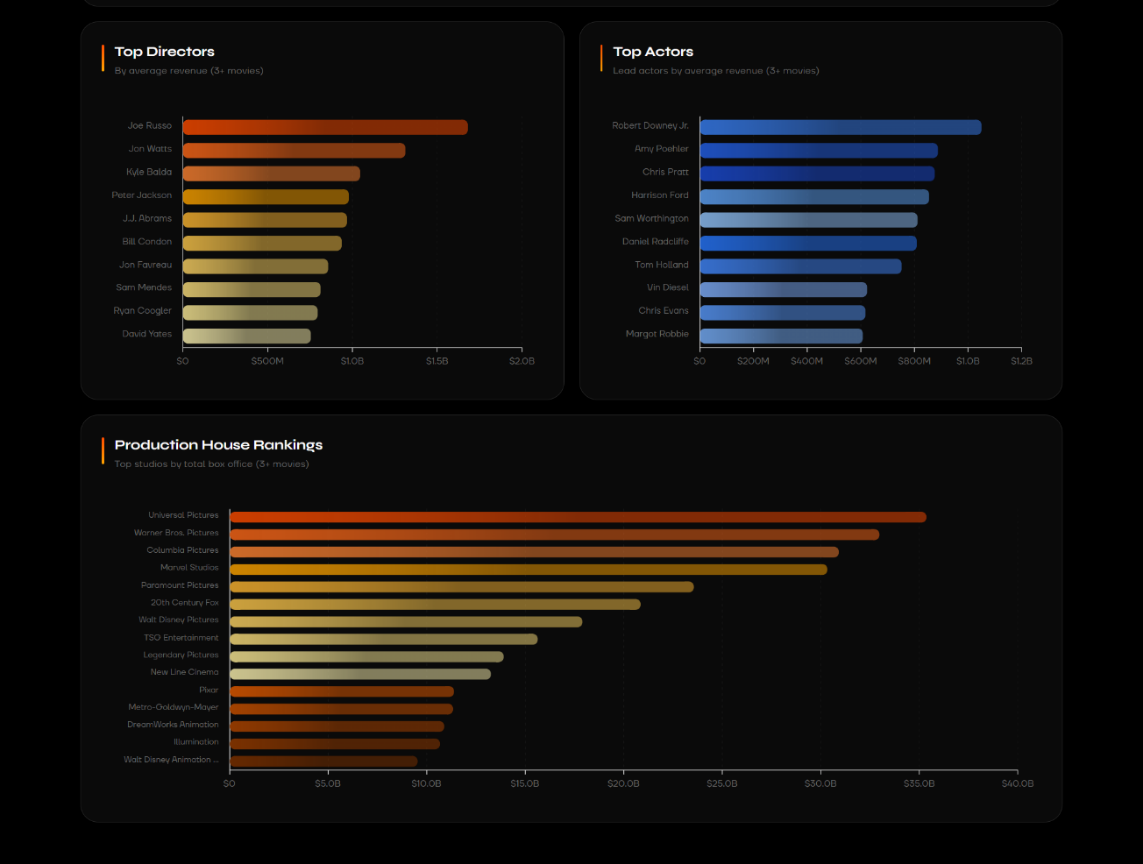 Top Directors
By average revenue (3+ movies)
Joe Russo
Jon Watts
Kyle Balda
Peter Jackson
J.J. Abrams
Bill Condon
Jon Favreau
Sam Mendes
Ryan Coogler
David Yates
$0 $500M $1.0B $1.5B $2.0B
Top Actors
Lead actors by average revenue (3+ movies)
Robert Downey Jr.
Amy Poehler
Chris Pratt
Harrison Ford
Sam Worthington
Daniel Radcliffe
Tom Holland
Vin Diesel
Chris Evans
Margot Robbie
$0 $200M $400M $600M $800M $1.0B $1.2B
Production House Rankings
Top studios by total box office (3+ movies)
Universal Pictures
Warner Bros. Pictures
Columbia Pictures
Marvel Studios
Paramount Pictures
20th Century Fox
Walt Disney Pictures
TSG Entertainment
Legendary Pictures
New Line Cinema
Pixar
Metro-Goldwyn-Mayer
DreamWorks Animation
Illumination
Walt Disney Animation ...
$0 $5.0B $10.0B $15.0B $20.0B $25.0B $30.0B $35.0B $40.0B